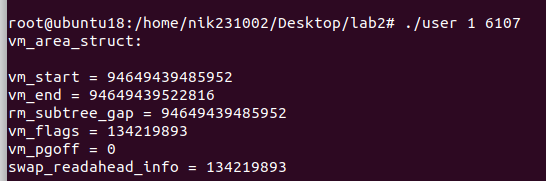 root@ubuntu18:/home/nik231002/Desktop/lab2# ./user 1 6107
vm_area_struct:
vm_start = 94649439485952
vm_end = 94649439522816
rm_subtree_gap = 94649439485952
vm_flags = 134219893
vm_pgoff = 0
swap_readahead_info = 134219893